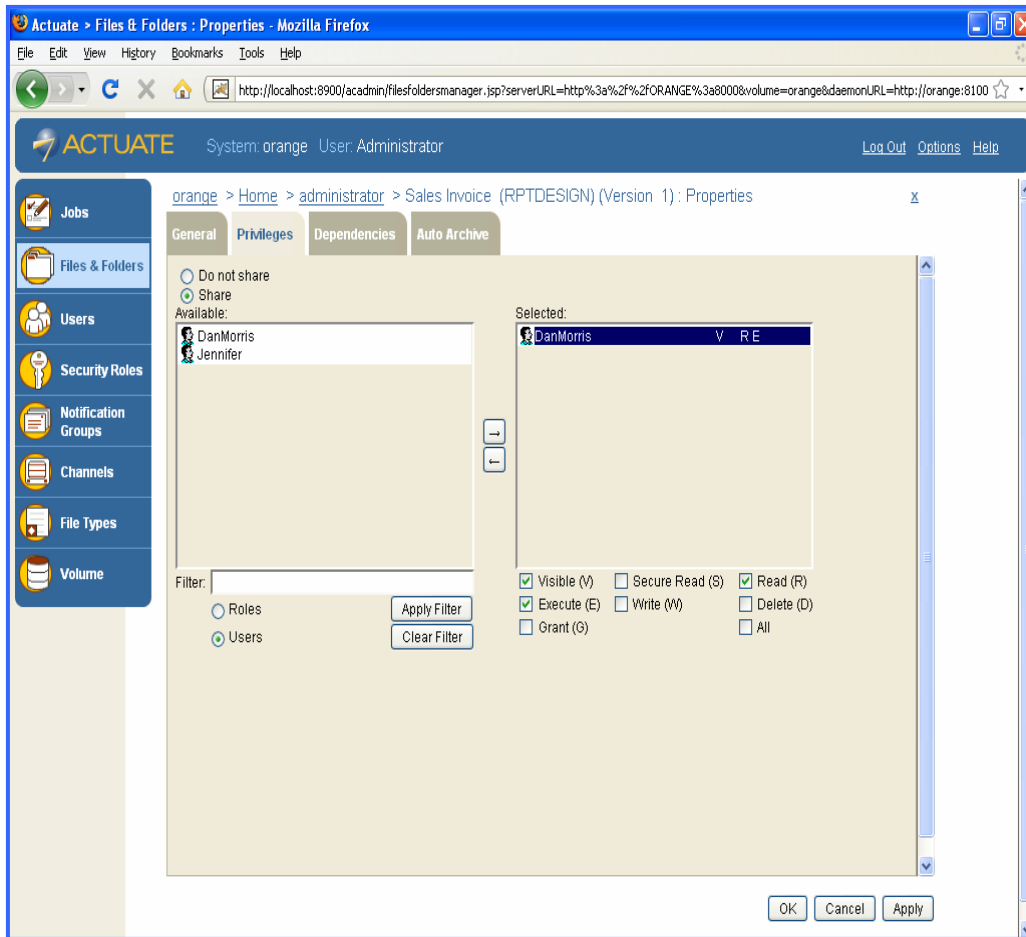 Actuate > Files & Folders : Properties - Mozilla Firefox
File Edit View History Bookmarks Tools Help
http://localhost:8900/acadmin/filesfoldersmanager.jsp?serverURL=http%3a%2f%2fORANGE%3a8000&volume=orange&daemonURL=http://orange:8100
ACTUATE System: orange User: Administrator Log Out Options Help
orange > Home > administrator > Sales Invoice (RPTDESIGN) (Version 1) : Properties x
General Privileges Dependencies Auto Archive
Jobs
Files & Folders
Users
Security Roles
Notification
Groups
Channels
File Types
Volume
Do not share
Share
Available:
DanMorris
Jennifer
Selected:
DanMorris V R E
→
←
Filter:
Roles Apply Filter
Users Clear Filter
Visible (V) Secure Read (S) Read (R)
Execute (E) Write (W) Delete (D)
Grant (G) All
OK Cancel Apply